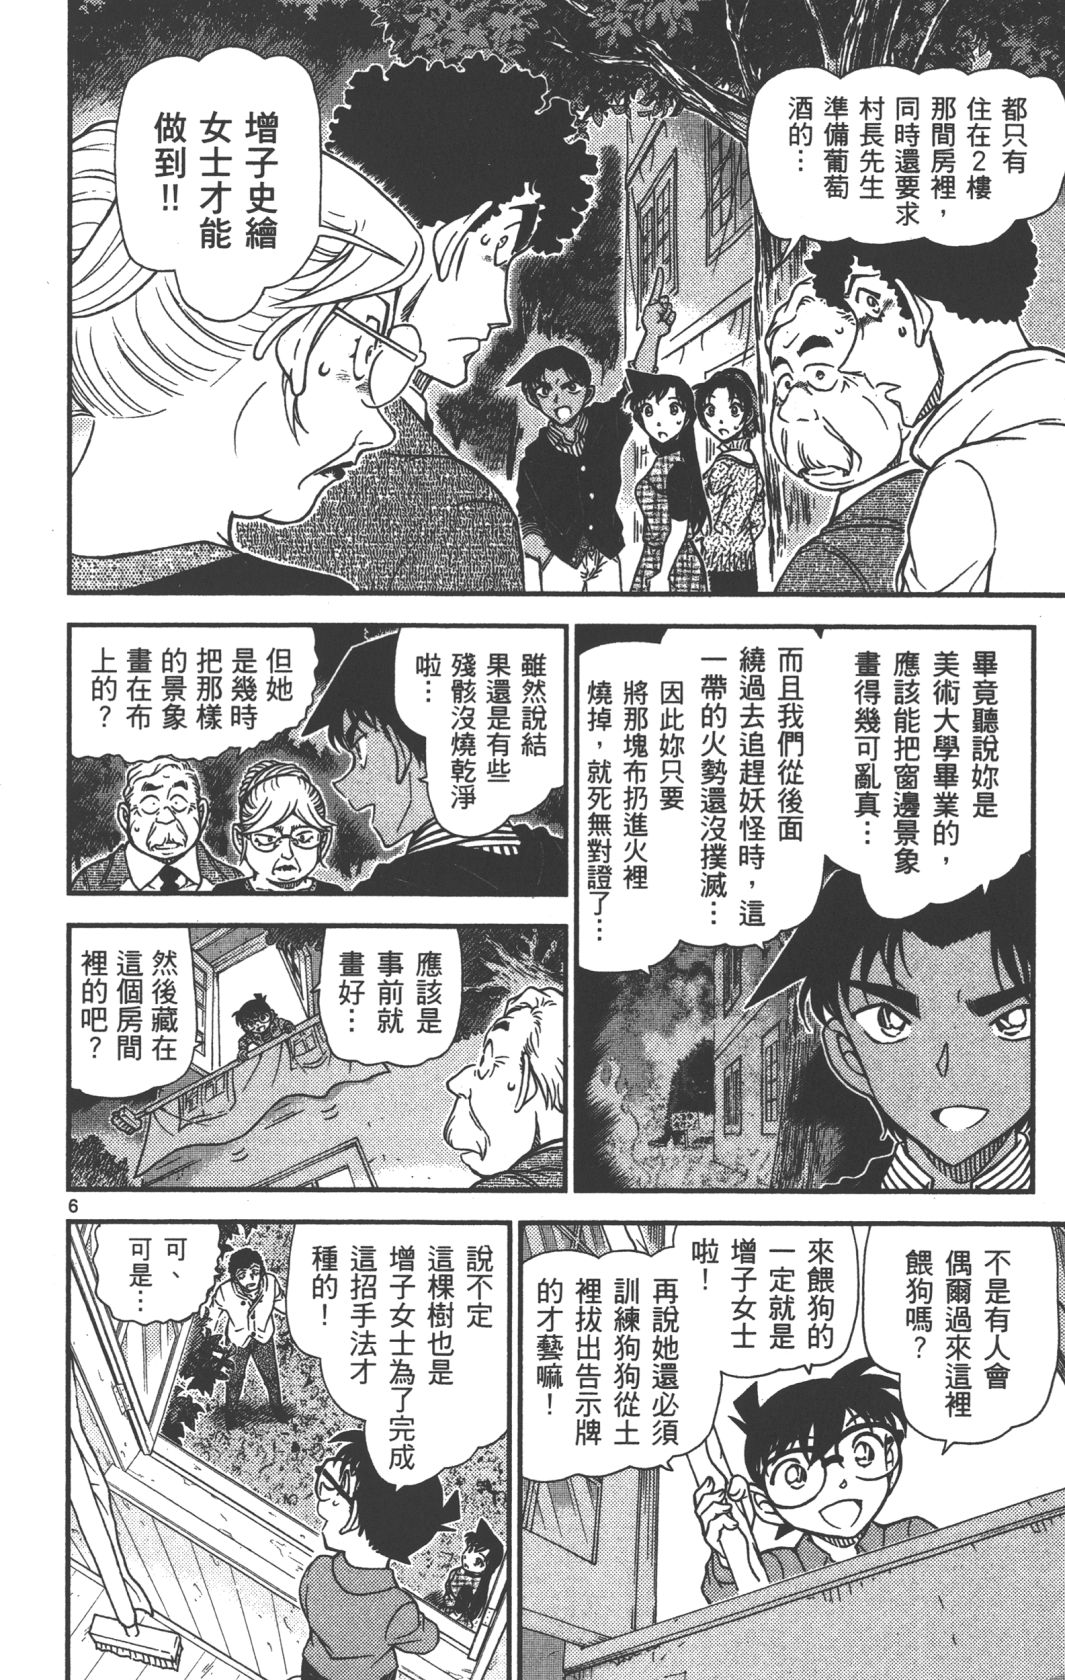 都只有
住在2樓
那間房裡，
同時還要求
村長先生
準備葡萄
酒的…
增子史繪
女士才能
做到!!
畢竟聽說妳是
美術大學畢業的，
應該能把窗邊景象
畫得幾可亂真…
而且我們從後面
繞過去追趕妖怪時，這
一帶的火勢還沒撲滅…
因此妳只要
將那塊布扔進火裡
燒掉，就死無對證了…
雖然說結
果還是有些
殘骸沒燒乾淨
啦…
但她
是幾時
把那樣
的景象
畫在布
上的？
應該是
事前就
畫好…
然後藏在
這個房間
裡的吧？
6
不是有人會
偶爾過來這裡
餵狗嗎？
來餵狗的
一定就是
增子女士
啦！
再說她還必須
訓練狗狗從土
裡拔出告示牌
的才藝嘛！
說不定
這棵樹也是
增子女士為了完成
這招手法才
種的！
可、
可是…